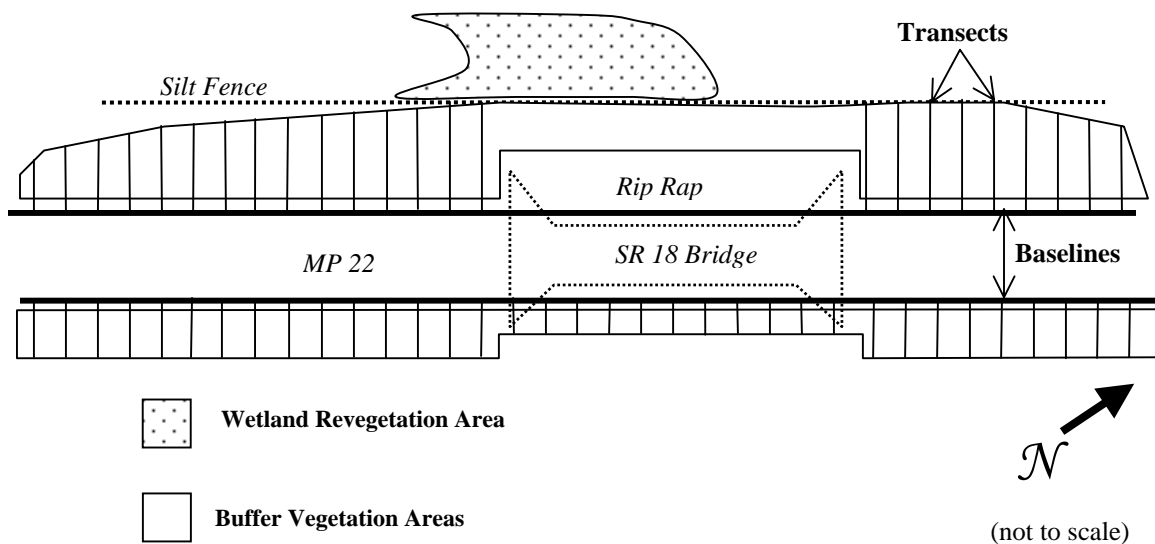 Transects
Silt Fence
Rip Rap
MP 22
SR 18 Bridge
Baselines
Wetland Revegetation Area
N
Buffer Vegetation Areas
(not to scale)